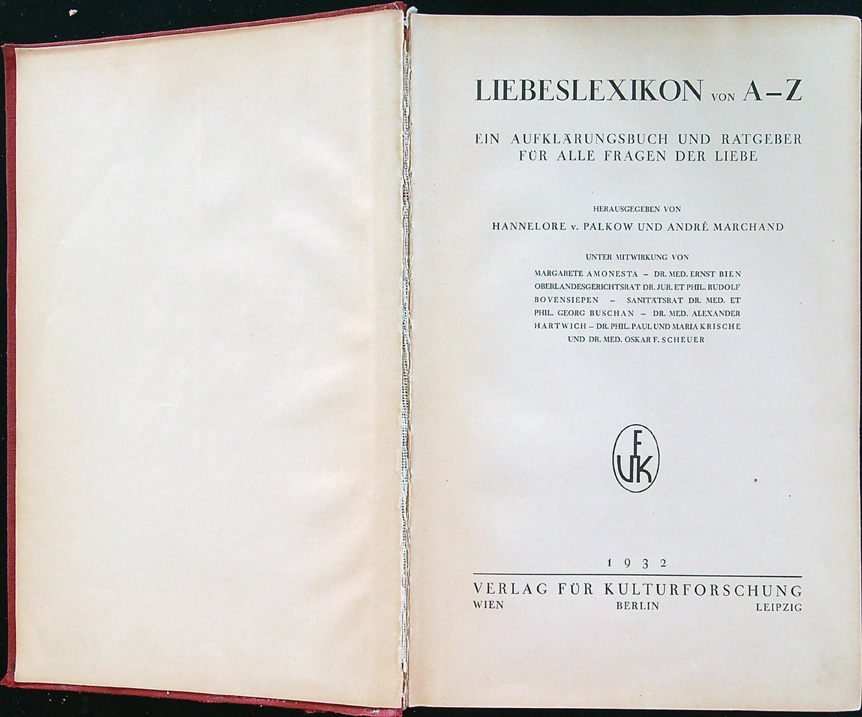 LIEBESLEXIKON VON A–Z
EIN AUFKLÄRUNGSBUCH UND RATGEBER
FÜR ALLE FRAGEN DER LIEBE
HERAUSGEGEBEN VON
HANNELORE v. PALKOW UND ANDRÉ MARCHAND
UNTER MITWIRKUNG VON
MARGARETE AMONESTA – DR. MED. ERNST BIEN
OBERLANDESGERICHTSRAT DR. JUR. ET PHIL. RUDOLF
BOVENSIEPEN – SANITÄTSRAT DR. MED. ET
PHIL. GEORG BUSCHAN – DR. MED. ALEXANDER
HARTWICH – DR. PHIL. PAUL UND MARIA KRISCHE
UND DR. MED. OSKAR F. SCHEUER
F
VK
1932
VERLAG FÜR KULTURFORSCHUNG
WIEN BERLIN LEIPZIG